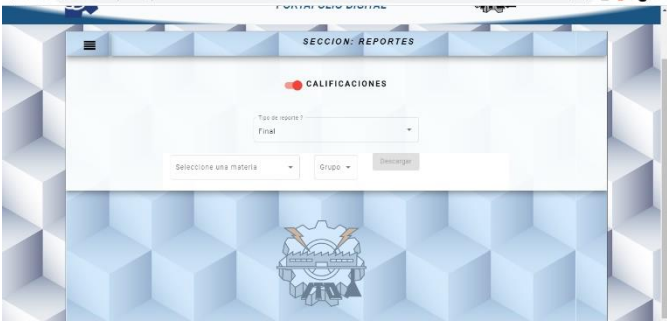 PORTAFOLIO DIGITAL
SECCION: REPORTES
CALIFICACIONES
Tipo de reporte ?
Final
Seleccione una materia
Grupo
Descargar